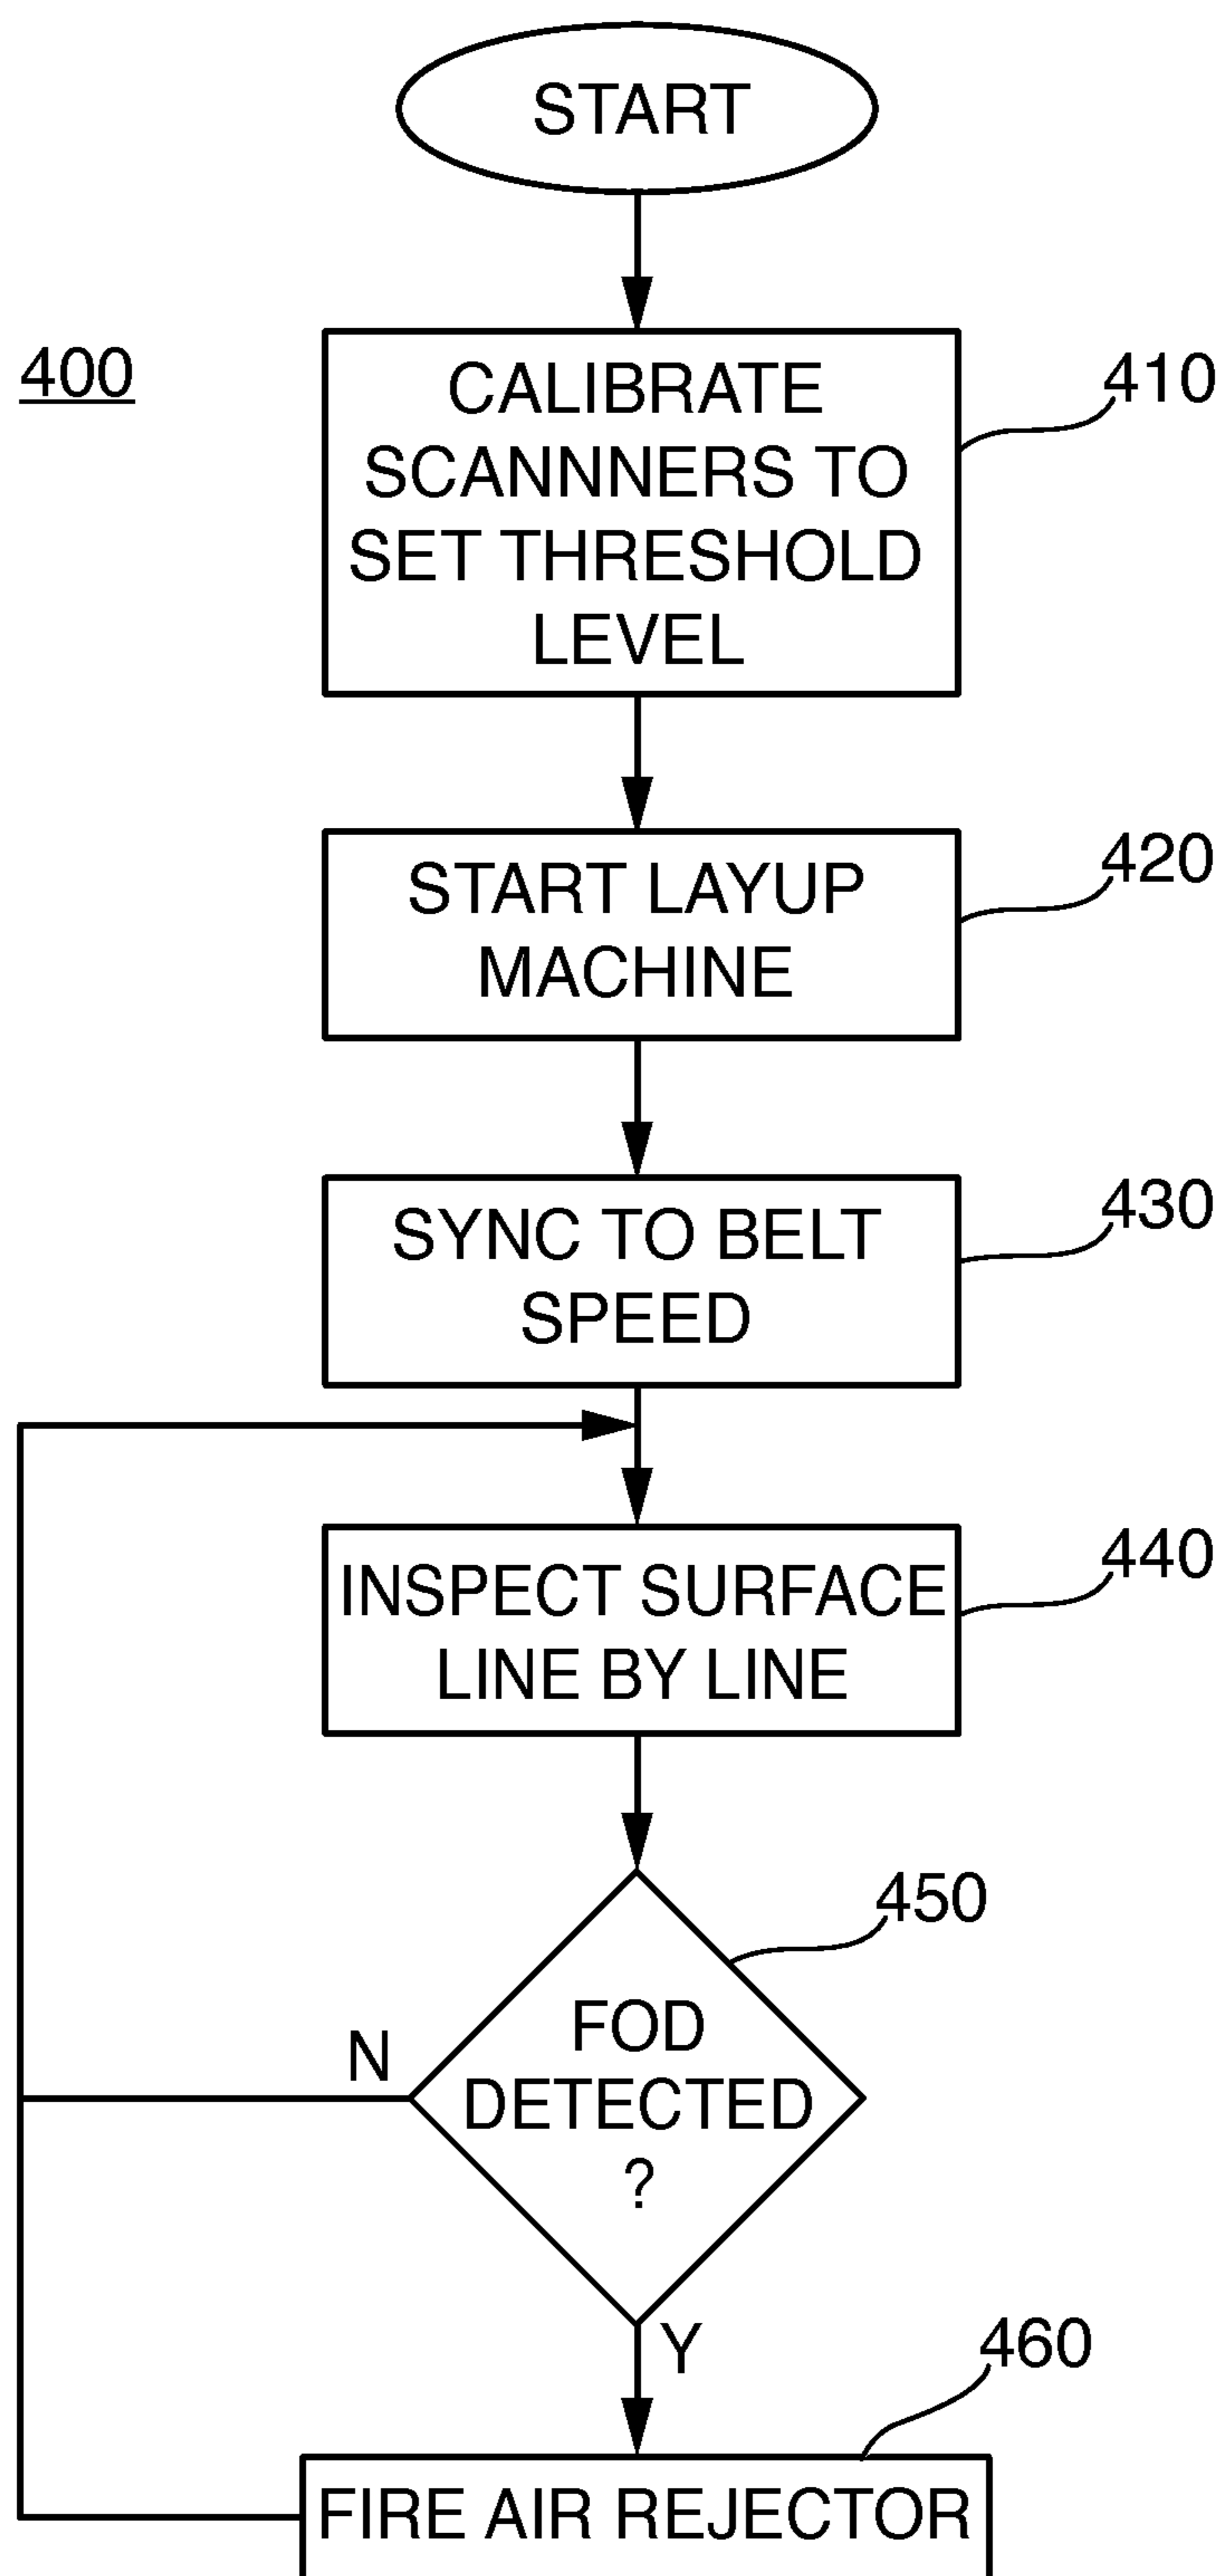 START
400
410
CALIBRATE
SCANNNERS TO
SET THRESHOLD
LEVEL
420
START LAYUP
MACHINE
430
SYNC TO BELT
SPEED
440
INSPECT SURFACE
LINE BY LINE
450
FOD
DETECTED
?
N
Y
460
FIRE AIR REJECTOR